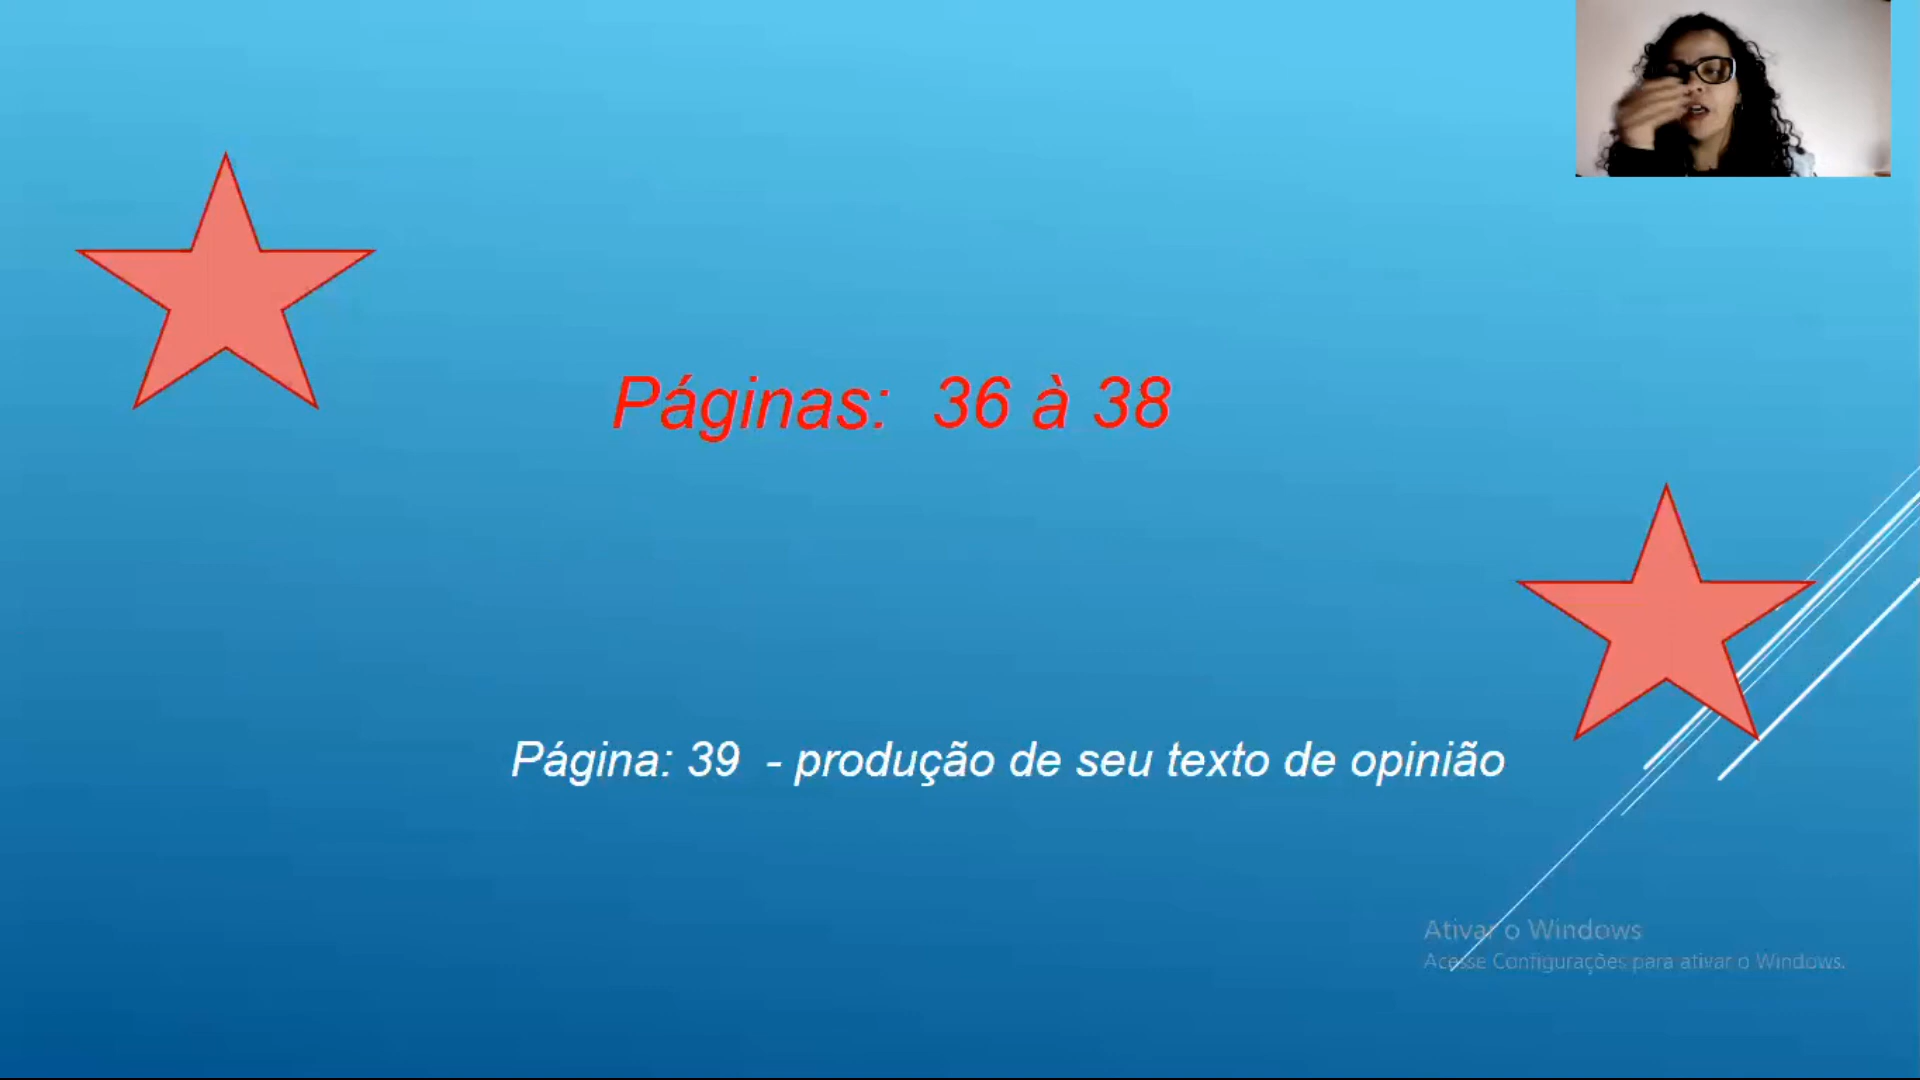 Páginas: 36 à 38
Página: 39 - produção de seu texto de opinião
Ativar o Windows
Acesse Configurações para ativar o Windows.